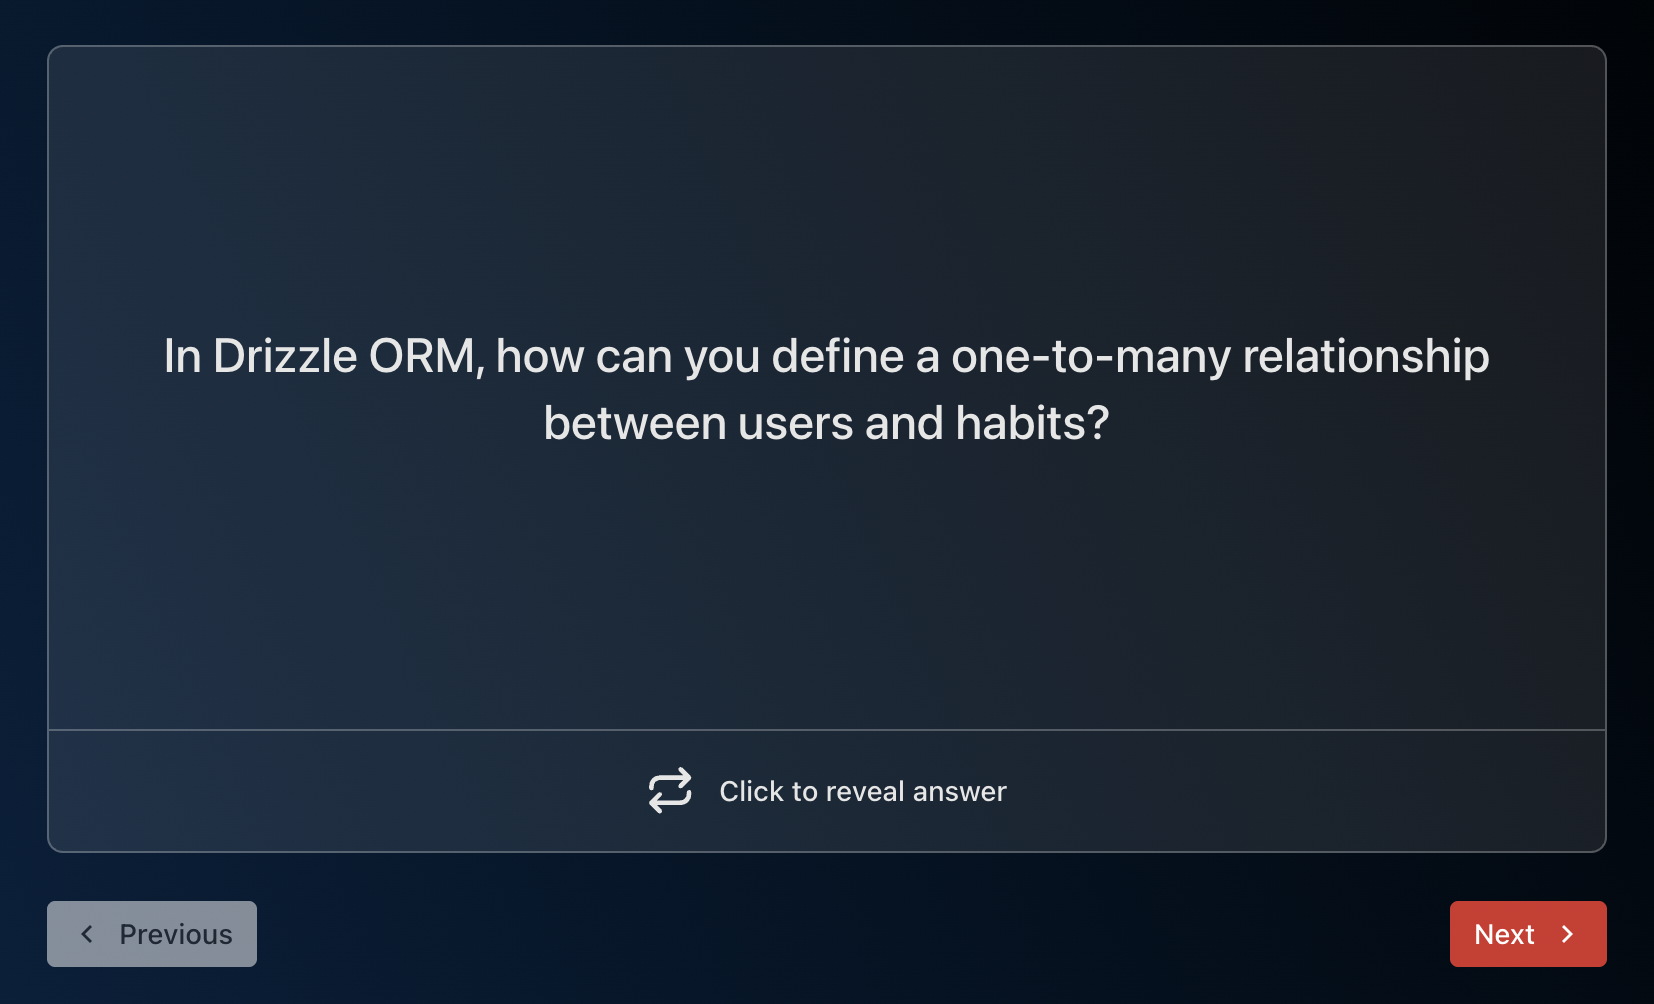 In Drizzle ORM, how can you define a one-to-many relationship
between users and habits?
Click to reveal answer
Previous
Next